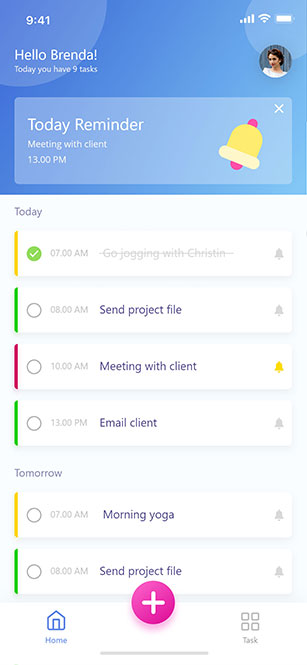 9:41
Hello Brenda!
Today you have 9 tasks
Today Reminder
Meeting with client
13.00 PM
Today
07.00 AM Go jogging with Christin
08.00 AM Send project file
10.00 AM Meeting with client
13.00 PM Email client
Tomorrow
07.00 AM Morning yoga
08.00 AM Send project file
Home Task